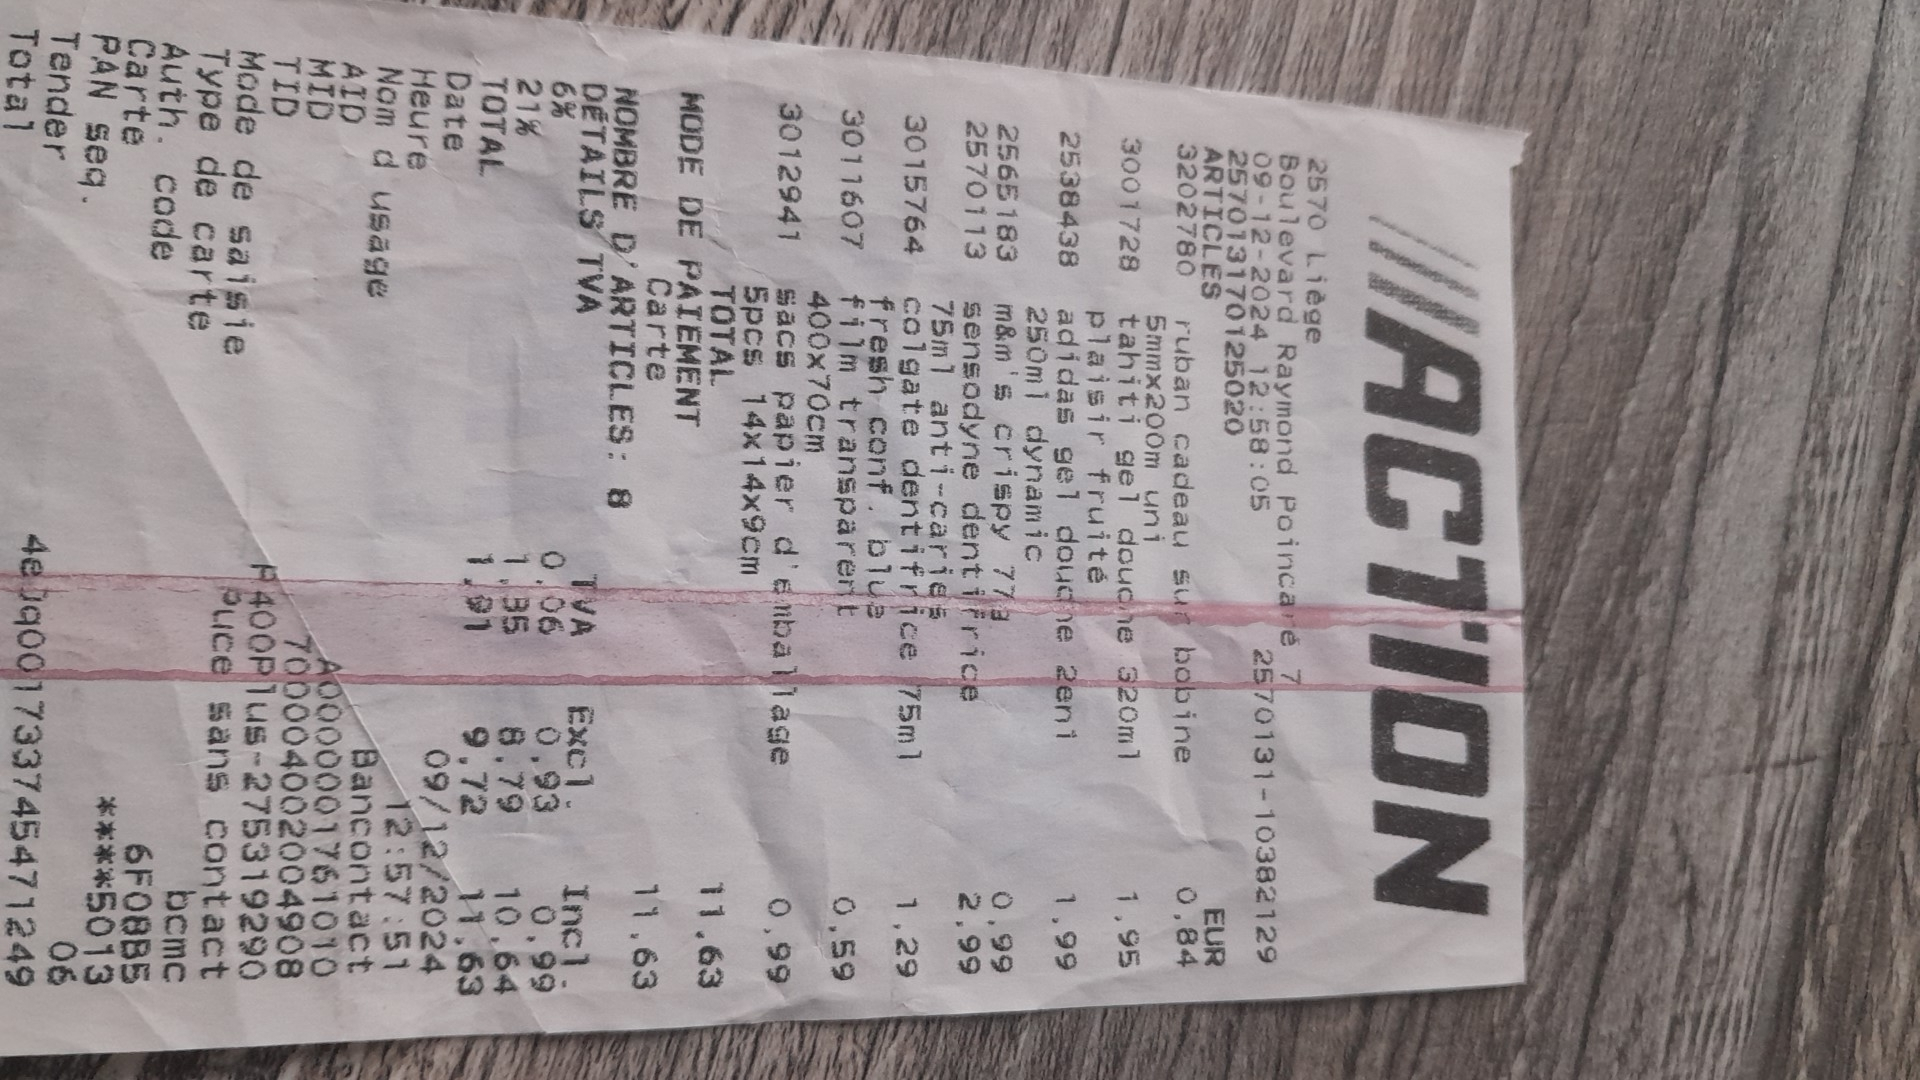 ACTION
2570 Liège
Boulevard Raymond Poincaré 7
09-12-2024 12:58:05 2570131-10382129
257013170125020
ARTICLES EUR
3202780 ruban cadeau sur bobine 0,84
5mmx200m uni
3001728 tahiti gel douche 320ml 1,95
plaisir fruité
2538438 adidas gel douche 2en1 1,99
250ml dynamic
2565183 m&m's crispy 77g 0,99
2570113 sensodyne dentifrice 2,99
75ml anti-caries
3015764 colgate dentifrice 75ml 1,29
fresh conf. blue
3011607 film transparent 0,59
400x70cm
3012941 sacs papier d'emballage 0,99
5pcs 14x14x9cm
TOTAL 11,63
MODE DE PAIEMENT
Carte 11,63
NOMBRE D'ARTICLES: 8
DÉTAILS TVA TVA Excl. Incl.
6% 0,06 0,93 0,99
21% 1,85 8,79 10,64
TOTAL 1,91 9,72 11,63
Date 09/12/2024
Heure 12:57:51
Nom d usage Bancontact
AID A0000001761010
MID 700004002004908
TID P400Plus-27531929O
Mode de saisie Puce sans contact
Type de carte bcmc
Auth. code 6F08B5
Carte ****5013
PAN seq. 06
Tender 4eJq001733745471249
Total